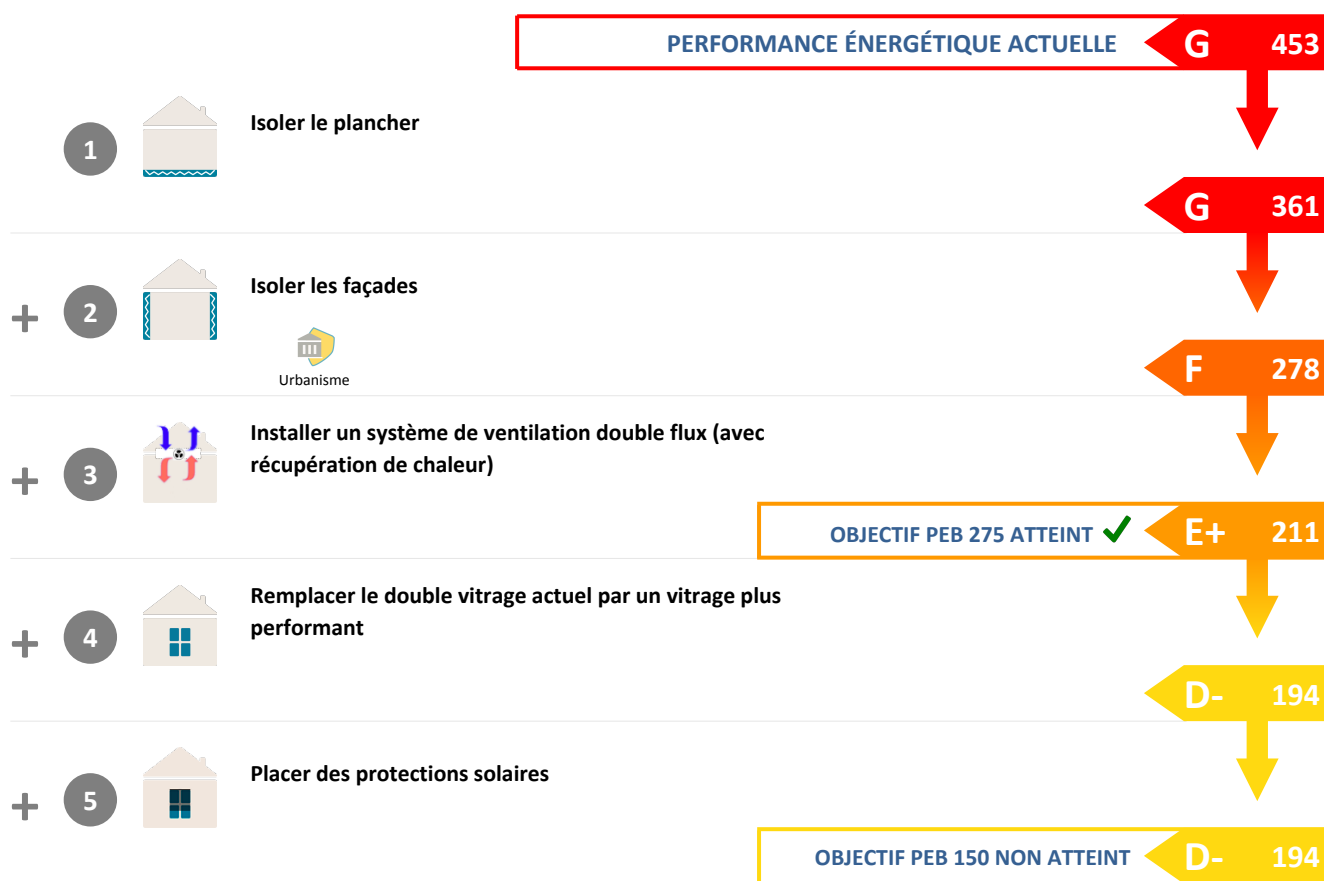 PERFORMANCE ÉNERGÉTIQUE ACTUELLE G 453
1 Isoler le plancher
G 361
+ 2 Isoler les façades
Urbanisme
F 278
+ 3 Installer un système de ventilation double flux (avec
récupération de chaleur)
OBJECTIF PEB 275 ATTEINT ✓ E+ 211
+ 4 Remplacer le double vitrage actuel par un vitrage plus
performant
D- 194
+ 5 Placer des protections solaires
OBJECTIF PEB 150 NON ATTEINT D- 194